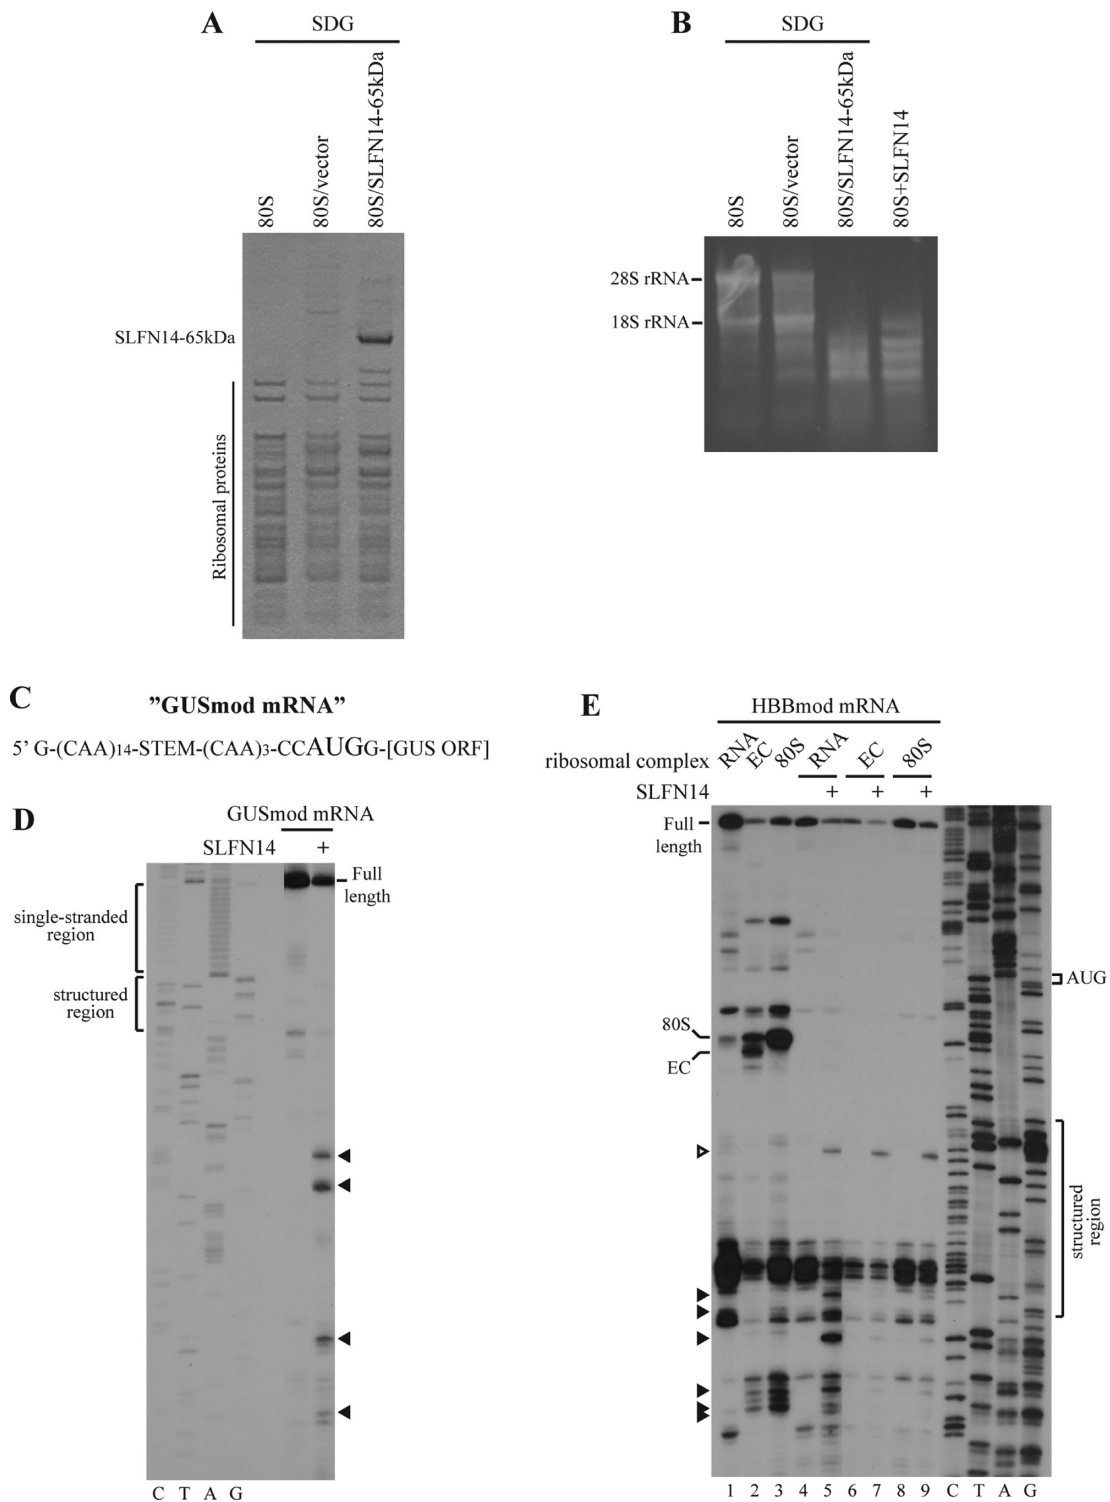 A
SDG
80S
80S/vector
80S/SLFN14-65kDa
SLFN14-65kDa
Ribosomal proteins
B
SDG
80S
80S/vector
80S/SLFN14-65kDa
80S+SLFN14
28S rRNA
18S rRNA
C
”GUSmod mRNA”
5’ G-(CAA)14-STEM-(CAA)3-CCAUGG-[GUS ORF]
D
GUSmod mRNA
SLFN14 +
Full
length
single-stranded
region
structured
region
C T A G
E
HBBmod mRNA
ribosomal complex RNA EC 80S RNA EC 80S
SLFN14 + + +
Full
length
AUG
80S
EC
structured
region
1 2 3 4 5 6 7 8 9 C T A G